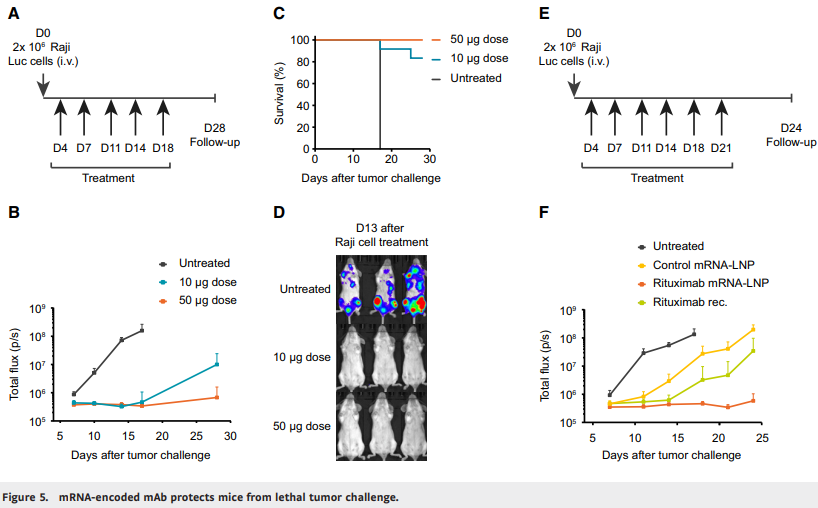 A
D0
2x 10⁶ Raji
Luc cells (i.v.)
D4 D7 D11 D14 D18
D28
Follow-up
Treatment
C
Survival (%)
100
80
60
40
20
0
0 10 20 30
Days after tumor challenge
50 µg dose
10 µg dose
Untreated
E
D0
2x 10⁶ Raji
Luc cells (i.v.)
D4 D7 D11 D14 D18 D21
D24
Follow-up
Treatment
B
Untreated
10 µg dose
50 µg dose
Total flux (p/s)
10⁹
10⁸
10⁷
10⁶
10⁵
5 10 15 20 25 30
Days after tumor challenge
D
D13 after
Raji cell treatment
Untreated
10 µg dose
50 µg dose
F
Untreated
Control mRNA-LNP
Rituximab mRNA-LNP
Rituximab rec.
Total flux (p/s)
10⁹
10⁸
10⁷
10⁶
10⁵
5 10 15 20 25
Days after tumor challenge
Figure 5. mRNA-encoded mAb protects mice from lethal tumor challenge.